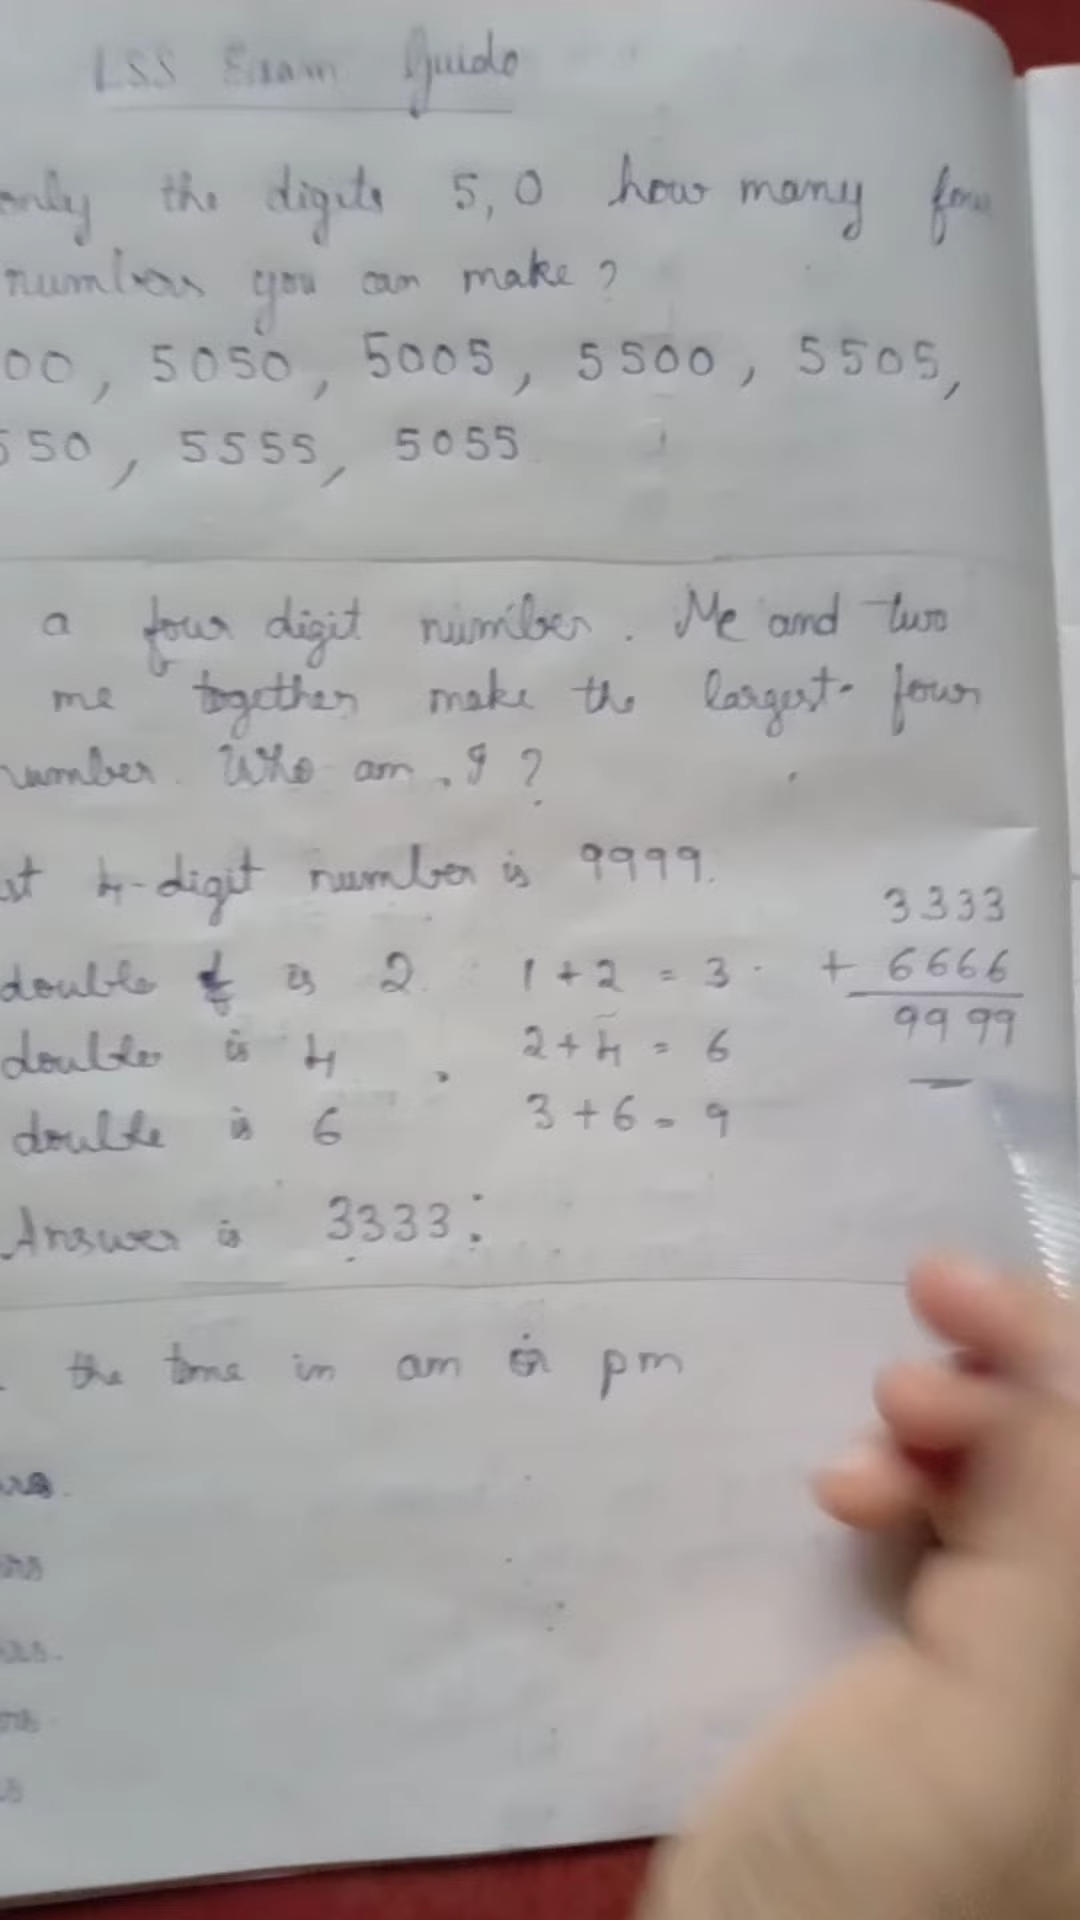 LSS Exam Guide
only the digits 5, 0 how many four
numbers you can make ?
00, 5050, 5005, 5500, 5505,
550, 5555, 5055
a four digit number. Me and two
me together make the largest four
number. Who am I ?
st 4-digit number is 9999.
double is 2. 1 + 2 = 3
double is 4, 2 + 4 = 6
double is 6 3 + 6 = 9
3333
+ 6666
9999
Answer is 3333
the time in am pm